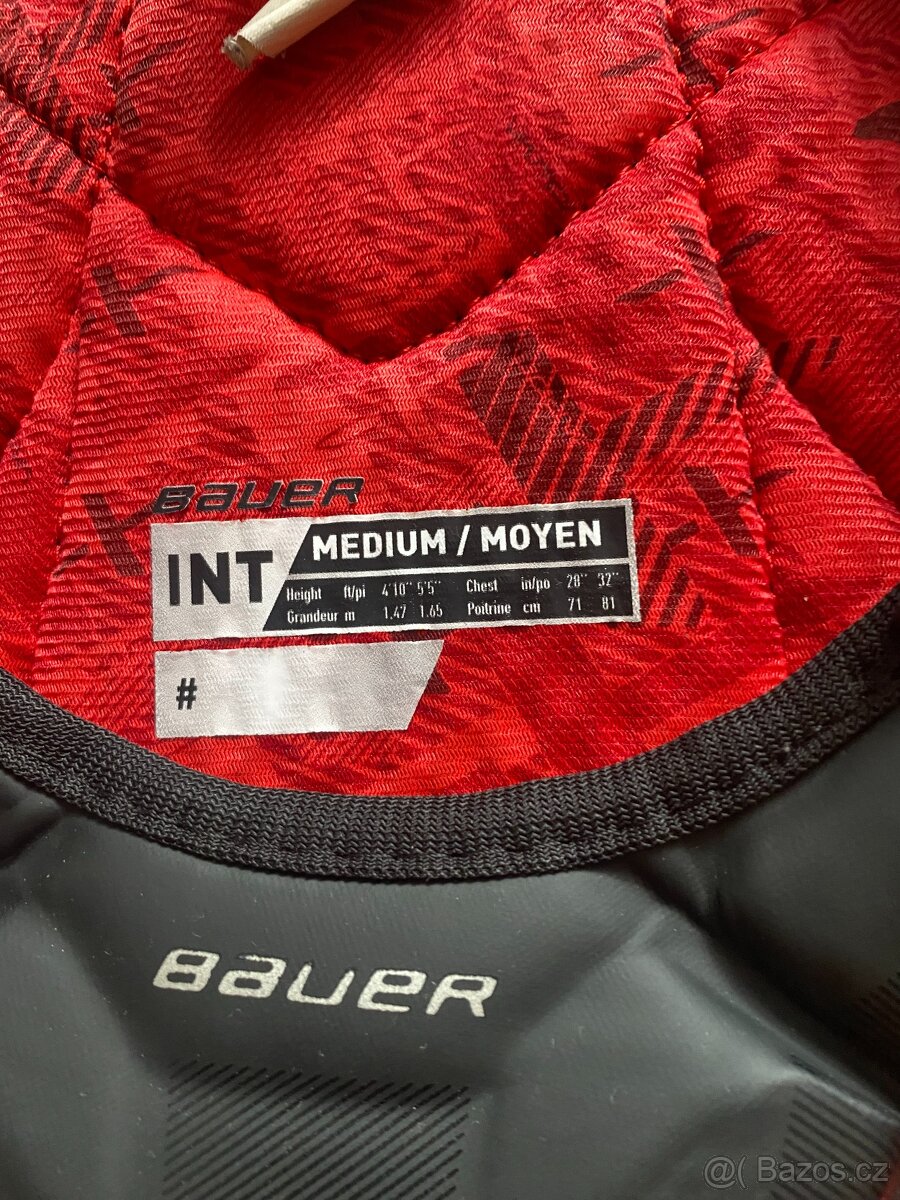 BAUER
INT MEDIUM / MOYEN
Height ft/pi 4'10" 5'5" Chest in/po 28" 32"
Grandeur m 1.47 1.65 Poitrine cm 71 81
#
BAUER
@( Bazos.cz